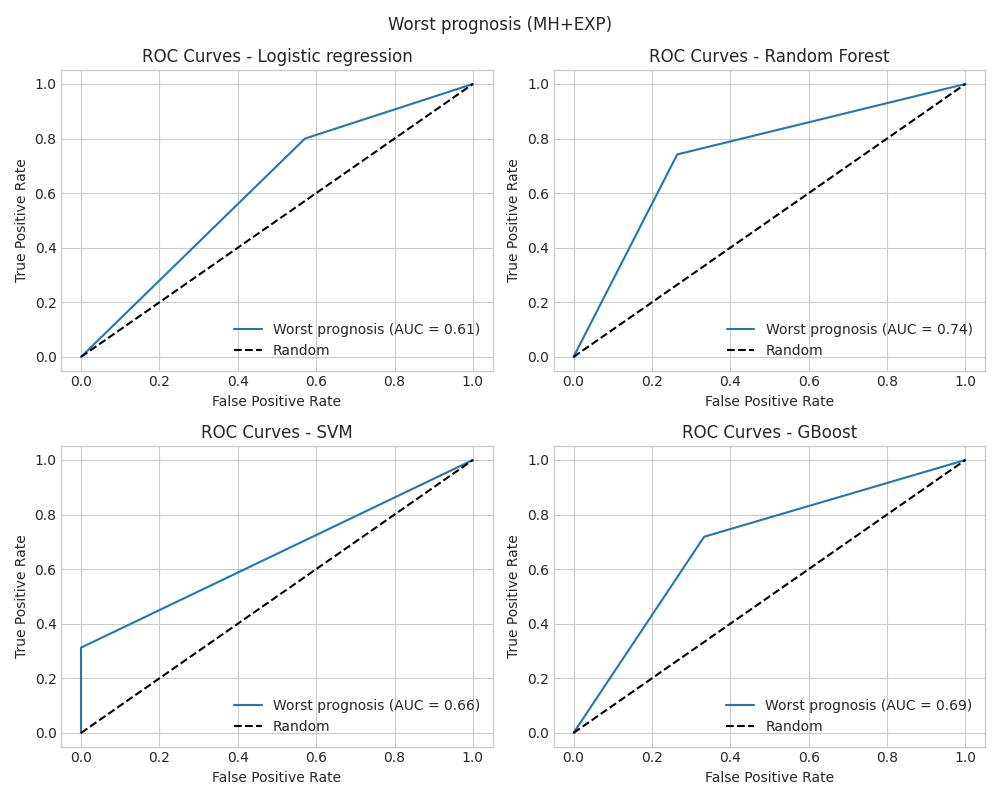 Worst prognosis (MH+EXP)
ROC Curves - Logistic regression
True Positive Rate
1.0
0.8
0.6
0.4
0.2
0.0
Worst prognosis (AUC = 0.61)
Random
0.0 0.2 0.4 0.6 0.8 1.0
False Positive Rate
ROC Curves - Random Forest
True Positive Rate
1.0
0.8
0.6
0.4
0.2
0.0
Worst prognosis (AUC = 0.74)
Random
0.0 0.2 0.4 0.6 0.8 1.0
False Positive Rate
ROC Curves - SVM
True Positive Rate
1.0
0.8
0.6
0.4
0.2
0.0
Worst prognosis (AUC = 0.66)
Random
0.0 0.2 0.4 0.6 0.8 1.0
False Positive Rate
ROC Curves - GBoost
True Positive Rate
1.0
0.8
0.6
0.4
0.2
0.0
Worst prognosis (AUC = 0.69)
Random
0.0 0.2 0.4 0.6 0.8 1.0
False Positive Rate